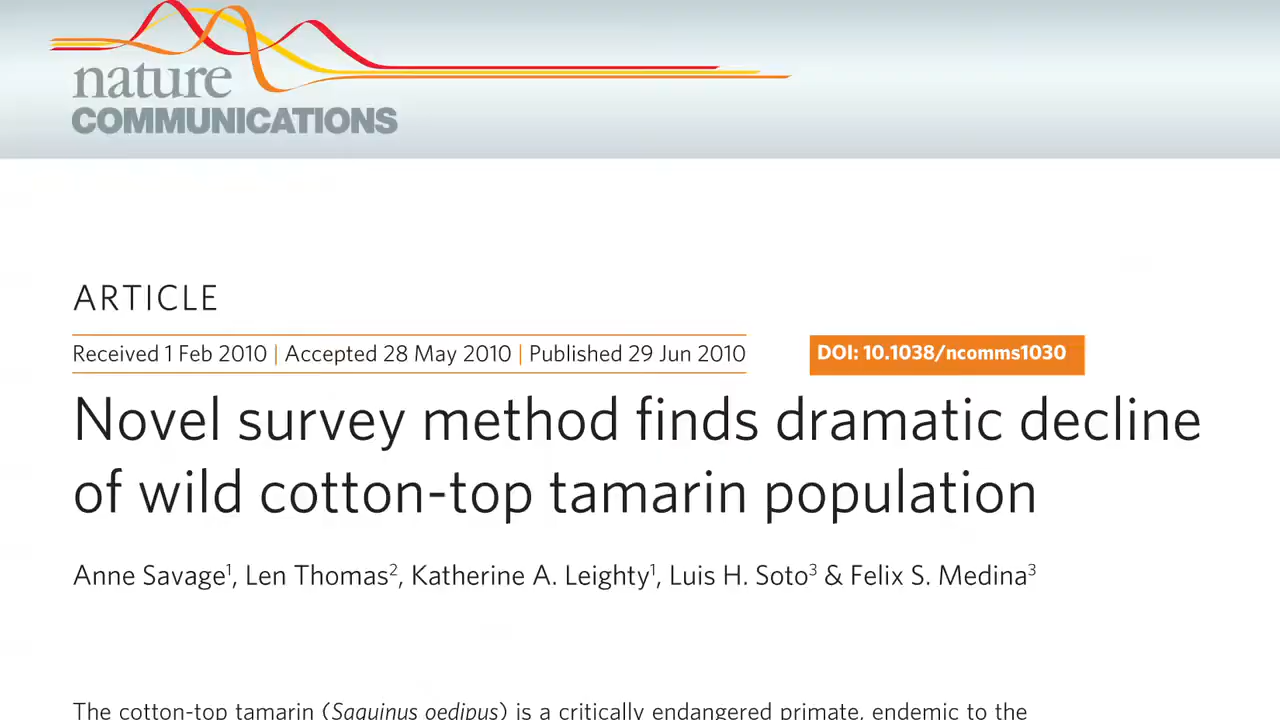 nature
COMMUNICATIONS
ARTICLE
Received 1 Feb 2010 | Accepted 28 May 2010 | Published 29 Jun 2010
DOI: 10.1038/ncomms1030
Novel survey method finds dramatic decline
of wild cotton-top tamarin population
Anne Savage¹, Len Thomas², Katherine A. Leighty¹, Luis H. Soto³ & Felix S. Medina³
The cotton-top tamarin (Saguinus oedipus) is a critically endangered primate, endemic to the